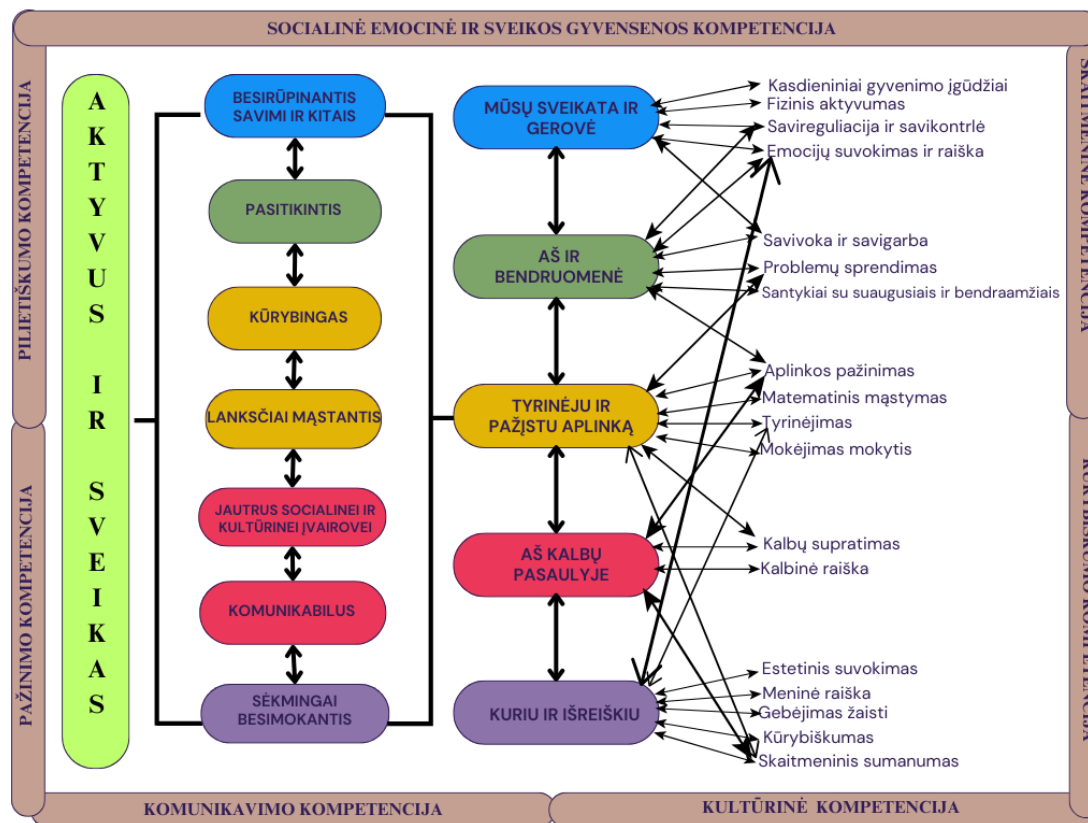 SOCIALINĖ EMOCINĖ IR SVEIKOS GYVENSENOS KOMPETENCIJA
PILIETIŠKUMO KOMPETENCIJA
PAŽINIMO KOMPETENCIJA
AKTYVUS IR SVEIKAS
BESIRŪPINANTIS
SAVIMI IR KITAIS
PASITIKINTIS
KŪRYBINGAS
LANKSČIAI MĄSTANTIS
JAUTRUS SOCIALINEI IR
KULTŪRINEI ĮVAIROVEI
KOMUNIKABILUS
SĖKMINGAI
BESIMOKANTIS
MŪSŲ SVEIKATA IR
GEROVĖ
AŠ IR
BENDRUOMENĖ
TYRINĖJU IR
PAŽĮSTU APLINKĄ
AŠ KALBŲ
PASAULYJE
KURIU IR IŠREIŠKIU
Kasdieniniai gyvenimo įgūdžiai
Fizinis aktyvumas
Savireguliacija ir savikontrlė
Emocijų suvokimas ir raiška
Savivoka ir savigarba
Problemų sprendimas
Santykiai su suaugusiais ir bendraamžiais
Aplinkos pažinimas
Matematinis mąstymas
Tyrinėjimas
Mokėjimas mokytis
Kalbų supratimas
Kalbinė raiška
Estetinis suvokimas
Meninė raiška
Gebėjimas žaisti
Kūrybiškumas
Skaitmeninis sumanumas
KOMUNIKAVIMO KOMPETENCIJA
KULTŪRINĖ KOMPETENCIJA